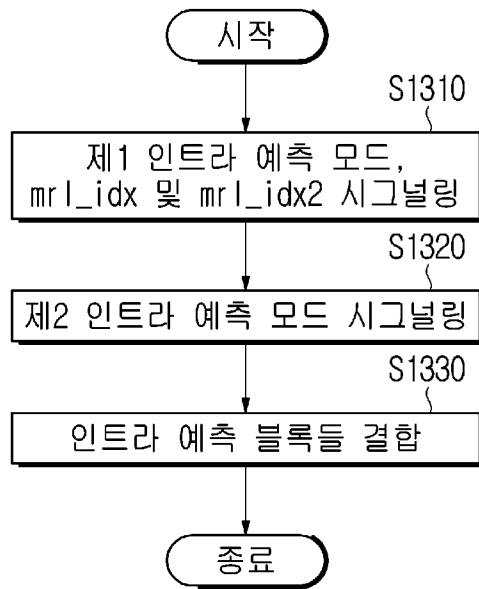 시작
S1310
제1 인트라 예측 모드,
mrl_idx 및 mrl_idx2 시그널링
S1320
제2 인트라 예측 모드 시그널링
S1330
인트라 예측 블록들 결합
종료